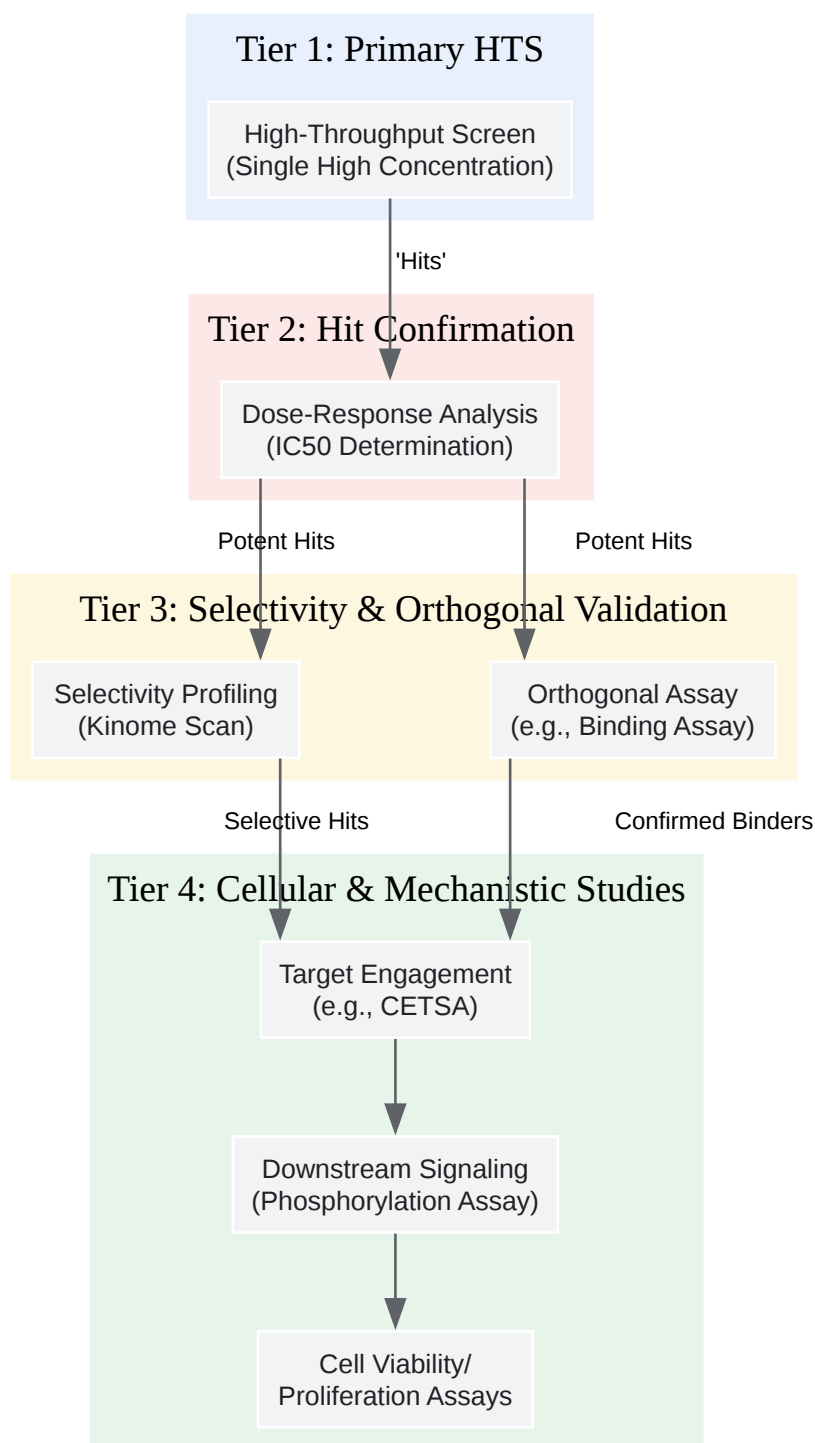 Tier 1: Primary HTS
High-Throughput Screen
(Single High Concentration)
'Hits'
Tier 2: Hit Confirmation
Dose-Response Analysis
(IC50 Determination)
Potent Hits
Potent Hits
Tier 3: Selectivity & Orthogonal Validation
Selectivity Profiling
(Kinome Scan)
Orthogonal Assay
(e.g., Binding Assay)
Selective Hits
Confirmed Binders
Tier 4: Cellular & Mechanistic Studies
Target Engagement
(e.g., CETSA)
Downstream Signaling
(Phosphorylation Assay)
Cell Viability/
Proliferation Assays